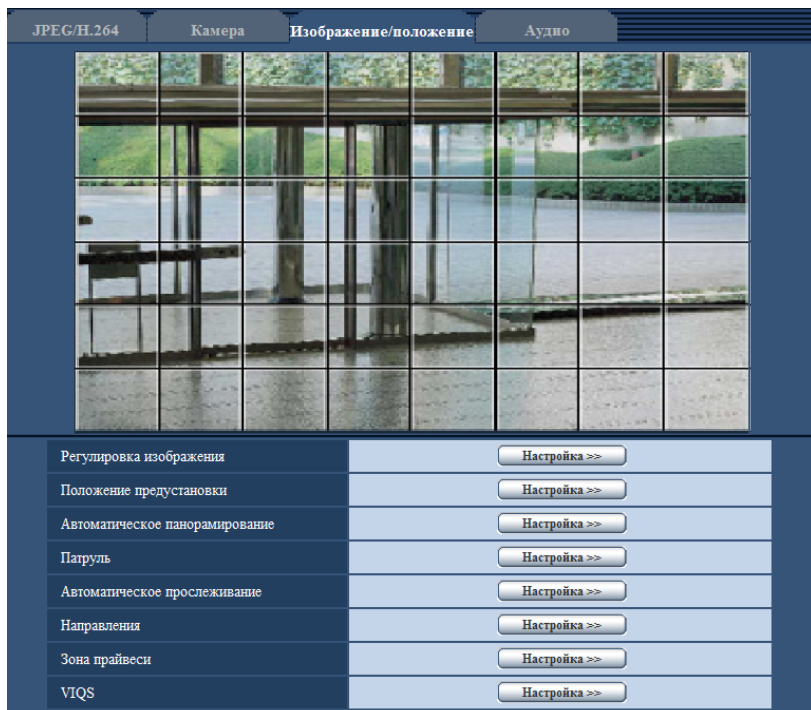 JPEG/H.264 Камера Изображение/положение Аудио
Регулировка изображения Настройка >>
Положение предустановки Настройка >>
Автоматическое панорамирование Настройка >>
Патруль Настройка >>
Автоматическое прослеживание Настройка >>
Направления Настройка >>
Зона прайвеси Настройка >>
VIQS Настройка >>